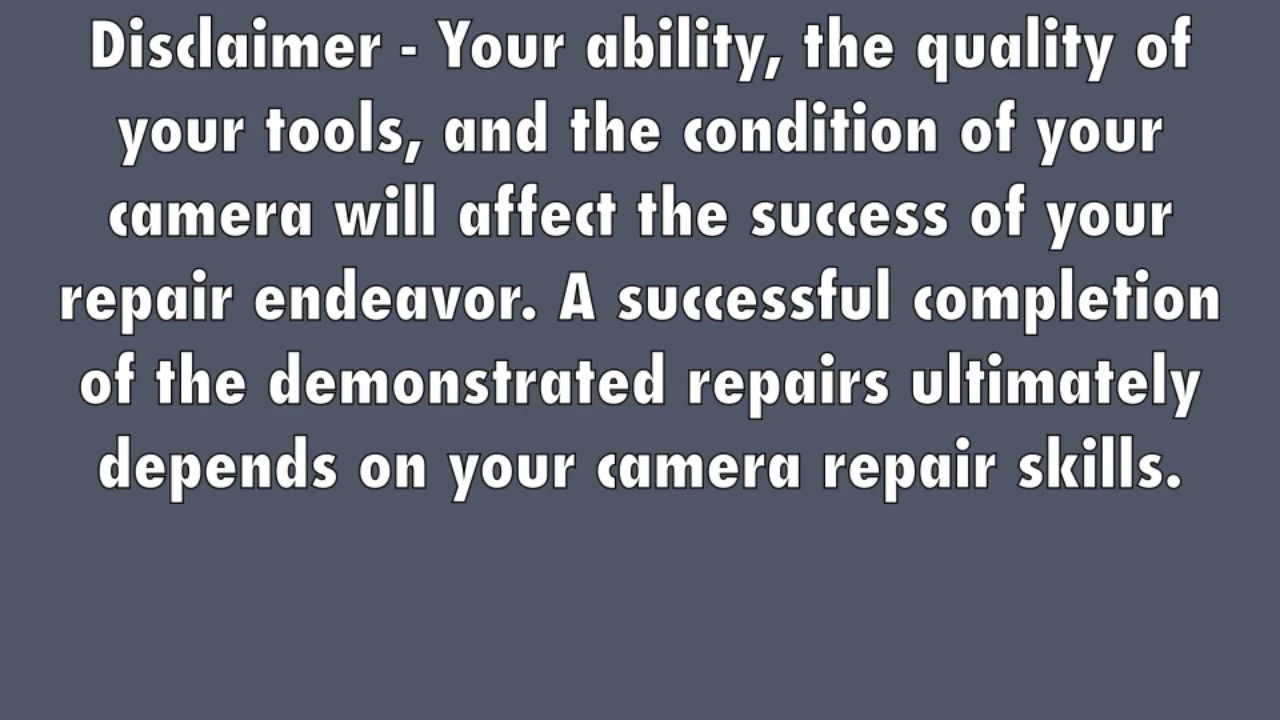 Disclaimer - Your ability, the quality of
your tools, and the condition of your
camera will affect the success of your
repair endeavor. A successful completion
of the demonstrated repairs ultimately
depends on your camera repair skills.